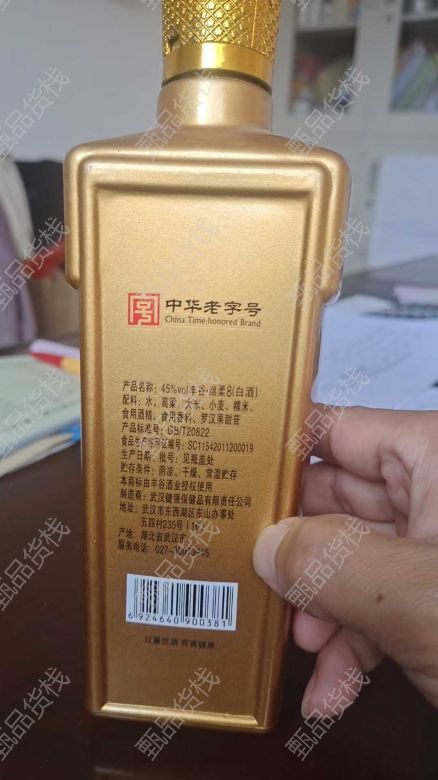 中华老字号
China Time-honored Brand
产品名称：45%vol丰谷·绵柔8(白酒)
配料：水、高粱、大米、小麦、糯米、
食用酒精、食用香料、罗汉果甜苷
产品标准号：GB/T20822
食品生产许可证编号：SC11542011200019
生产日期、批号：见瓶盖处
贮存条件：阴凉、干燥、常温贮存
本商标由丰谷酒业授权使用
制造商：武汉健强保健品有限责任公司
地址：武汉市东西湖区东山办事处
五四村235号（16）
产地：湖北省武汉市
服务电话：027-
6924640900381
过量饮酒 有害健康
甄品货栈